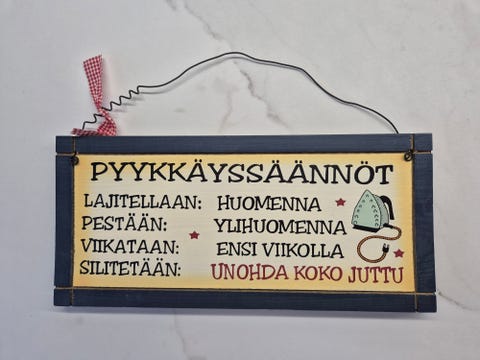 PYYKKÄYSSÄÄNNÖT
LAJITELLAAN: HUOMENNA
PESTÄÄN: YLIHUOMENNA
VIIKATAAN: ENSI VIIKOLLA
SILITETÄÄN: UNOHDA KOKO JUTTU